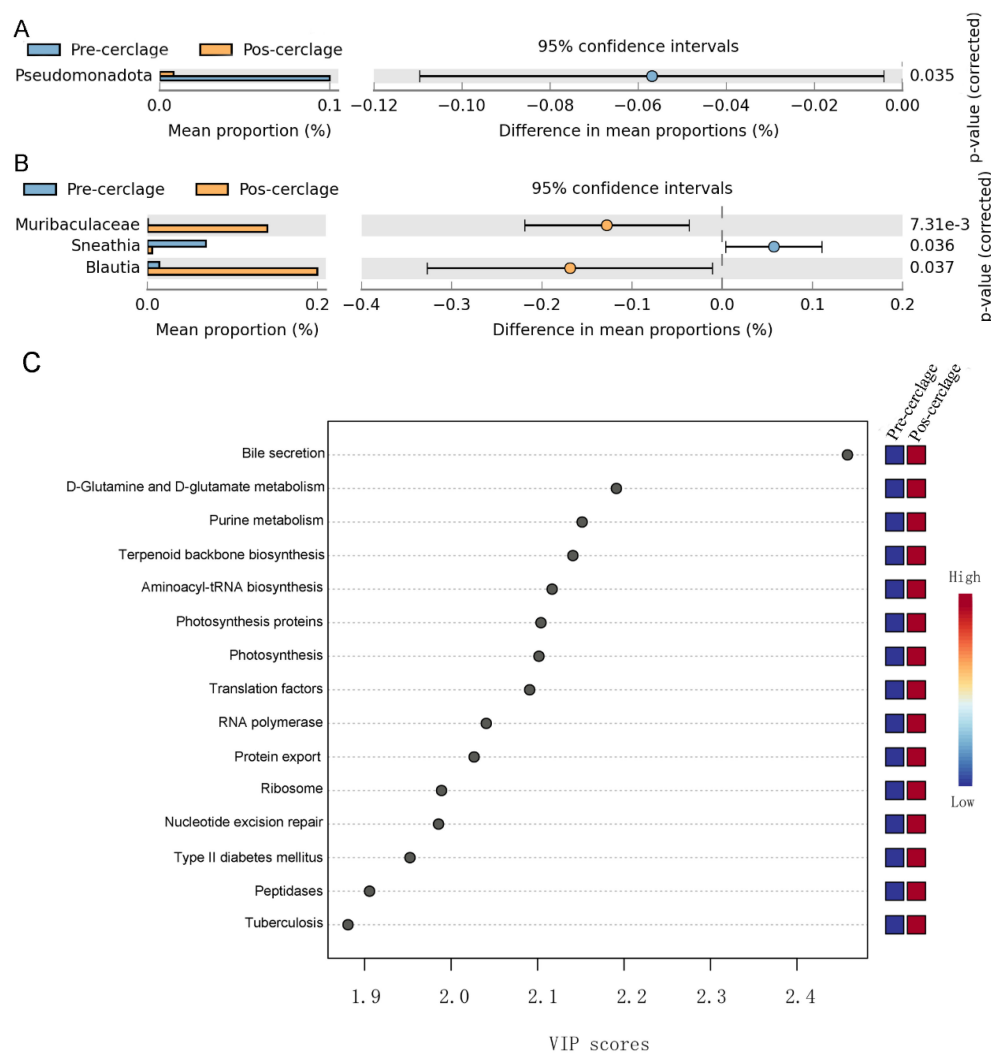 A
Pre-cerclage Pos-cerclage 95% confidence intervals
Pseudomonadota 0.035
0.0 0.1 −0.12 −0.10 −0.08 −0.06 −0.04 −0.02 0.00
Mean proportion (%) Difference in mean proportions (%)
p-value (corrected)
B
Pre-cerclage Pos-cerclage 95% confidence intervals
Muribaculaceae 7.31e-3
Sneathia 0.036
Blautia 0.037
0.0 0.2 −0.4 −0.3 −0.2 −0.1 0.0 0.1 0.2
Mean proportion (%) Difference in mean proportions (%)
p-value (corrected)
C
Pre-cerclage
Pos-cerclage
Bile secretion
D-Glutamine and D-glutamate metabolism
Purine metabolism
Terpenoid backbone biosynthesis
Aminoacyl-tRNA biosynthesis
Photosynthesis proteins
Photosynthesis
Translation factors
RNA polymerase
Protein export
Ribosome
Nucleotide excision repair
Type II diabetes mellitus
Peptidases
Tuberculosis
High
Low
1.9 2.0 2.1 2.2 2.3 2.4
VIP scores